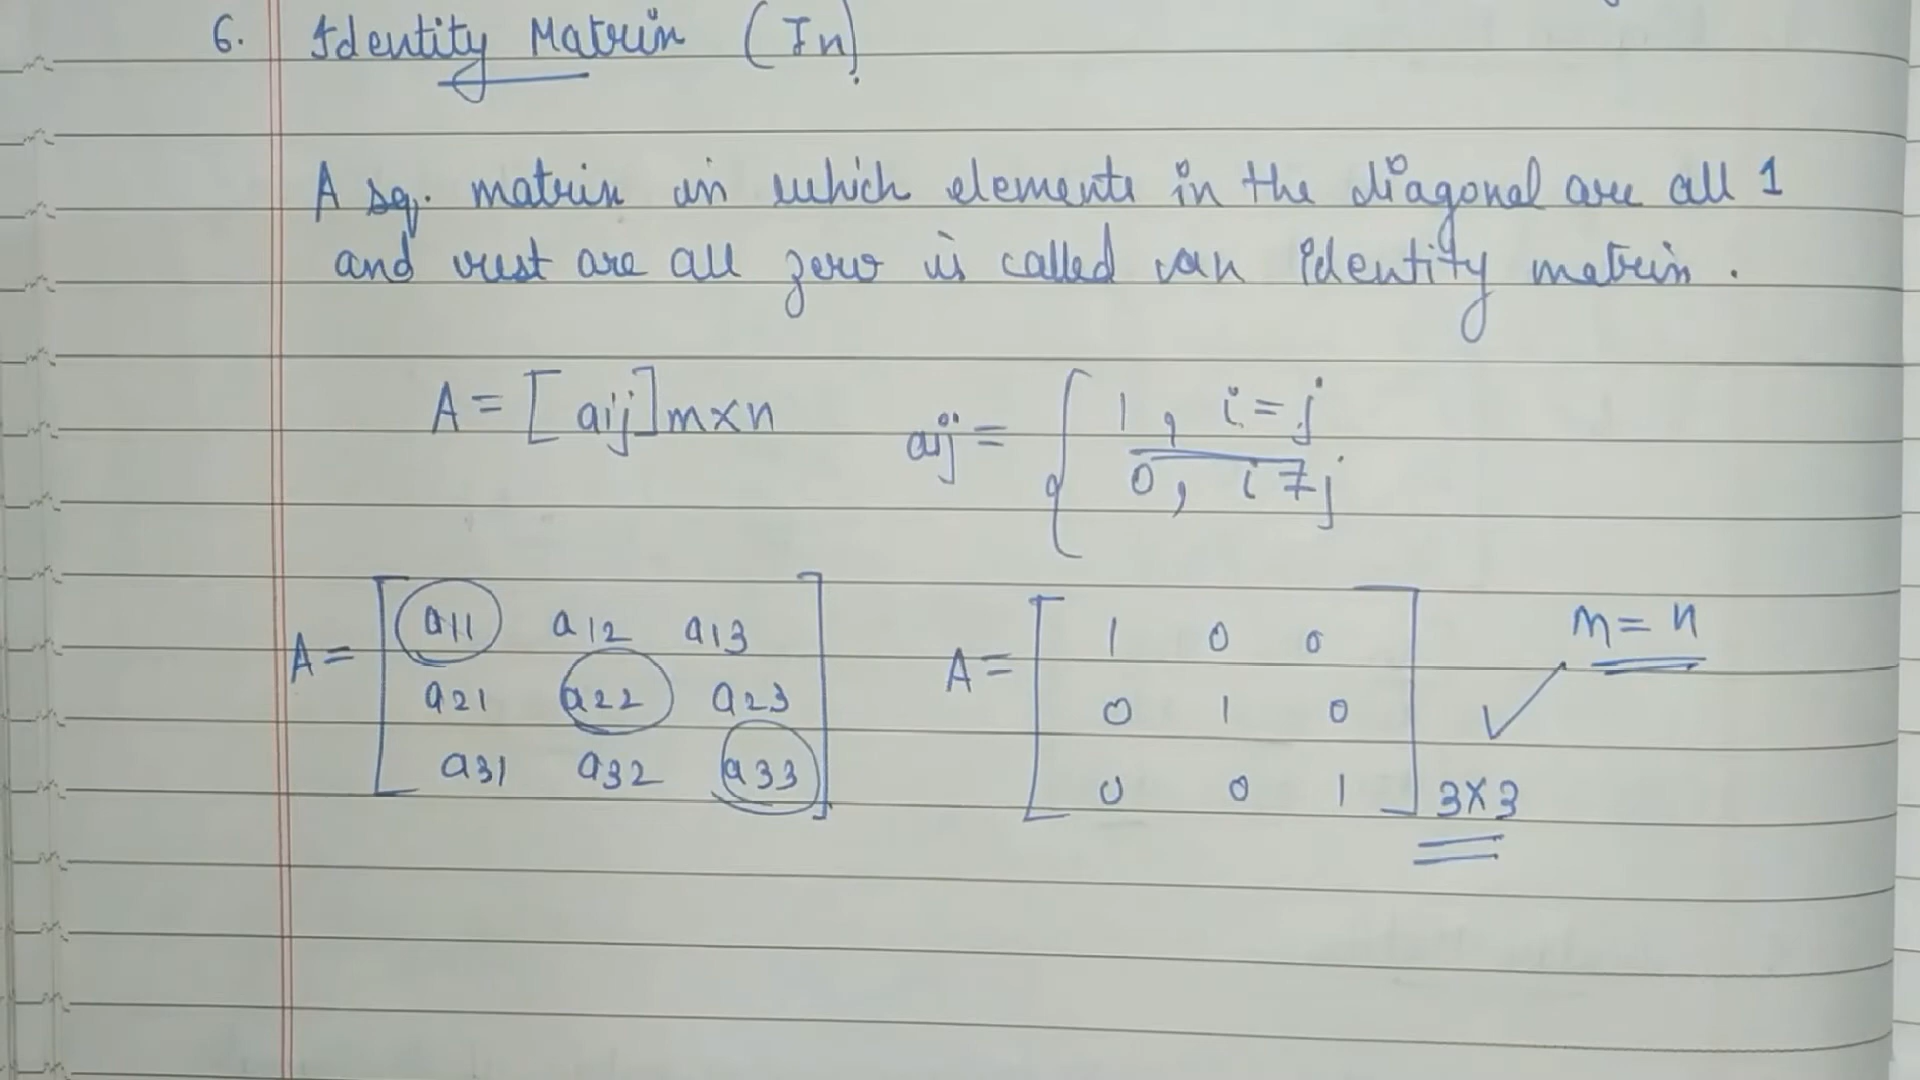 6. Identity Matrix (In)
A sq. matrix in which elements in the diagonal are all 1
and rest are all zero is called an identity matrix.
A = [aij]m×n aij = { 1, i=j
0, i≠j
A = [ a11 a12 a13
a21 a22 a23
a31 a32 a33 ]
A = [ 1 0 0
0 1 0
0 0 1 ] 3×3
m = n
✓